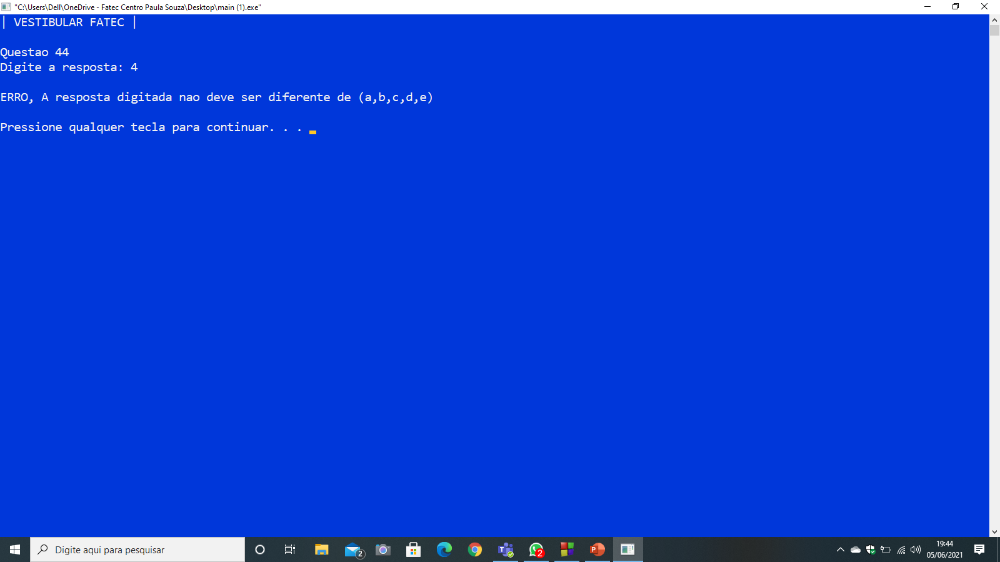 "C:\Users\Dell\OneDrive - Fatec Centro Paula Souza\Desktop\main (1).exe"
| VESTIBULAR FATEC |
Questao 44
Digite a resposta: 4
ERRO, A resposta digitada nao deve ser diferente de (a,b,c,d,e)
Pressione qualquer tecla para continuar. . .
Digite aqui para pesquisar
2
2
19:44
05/06/2021